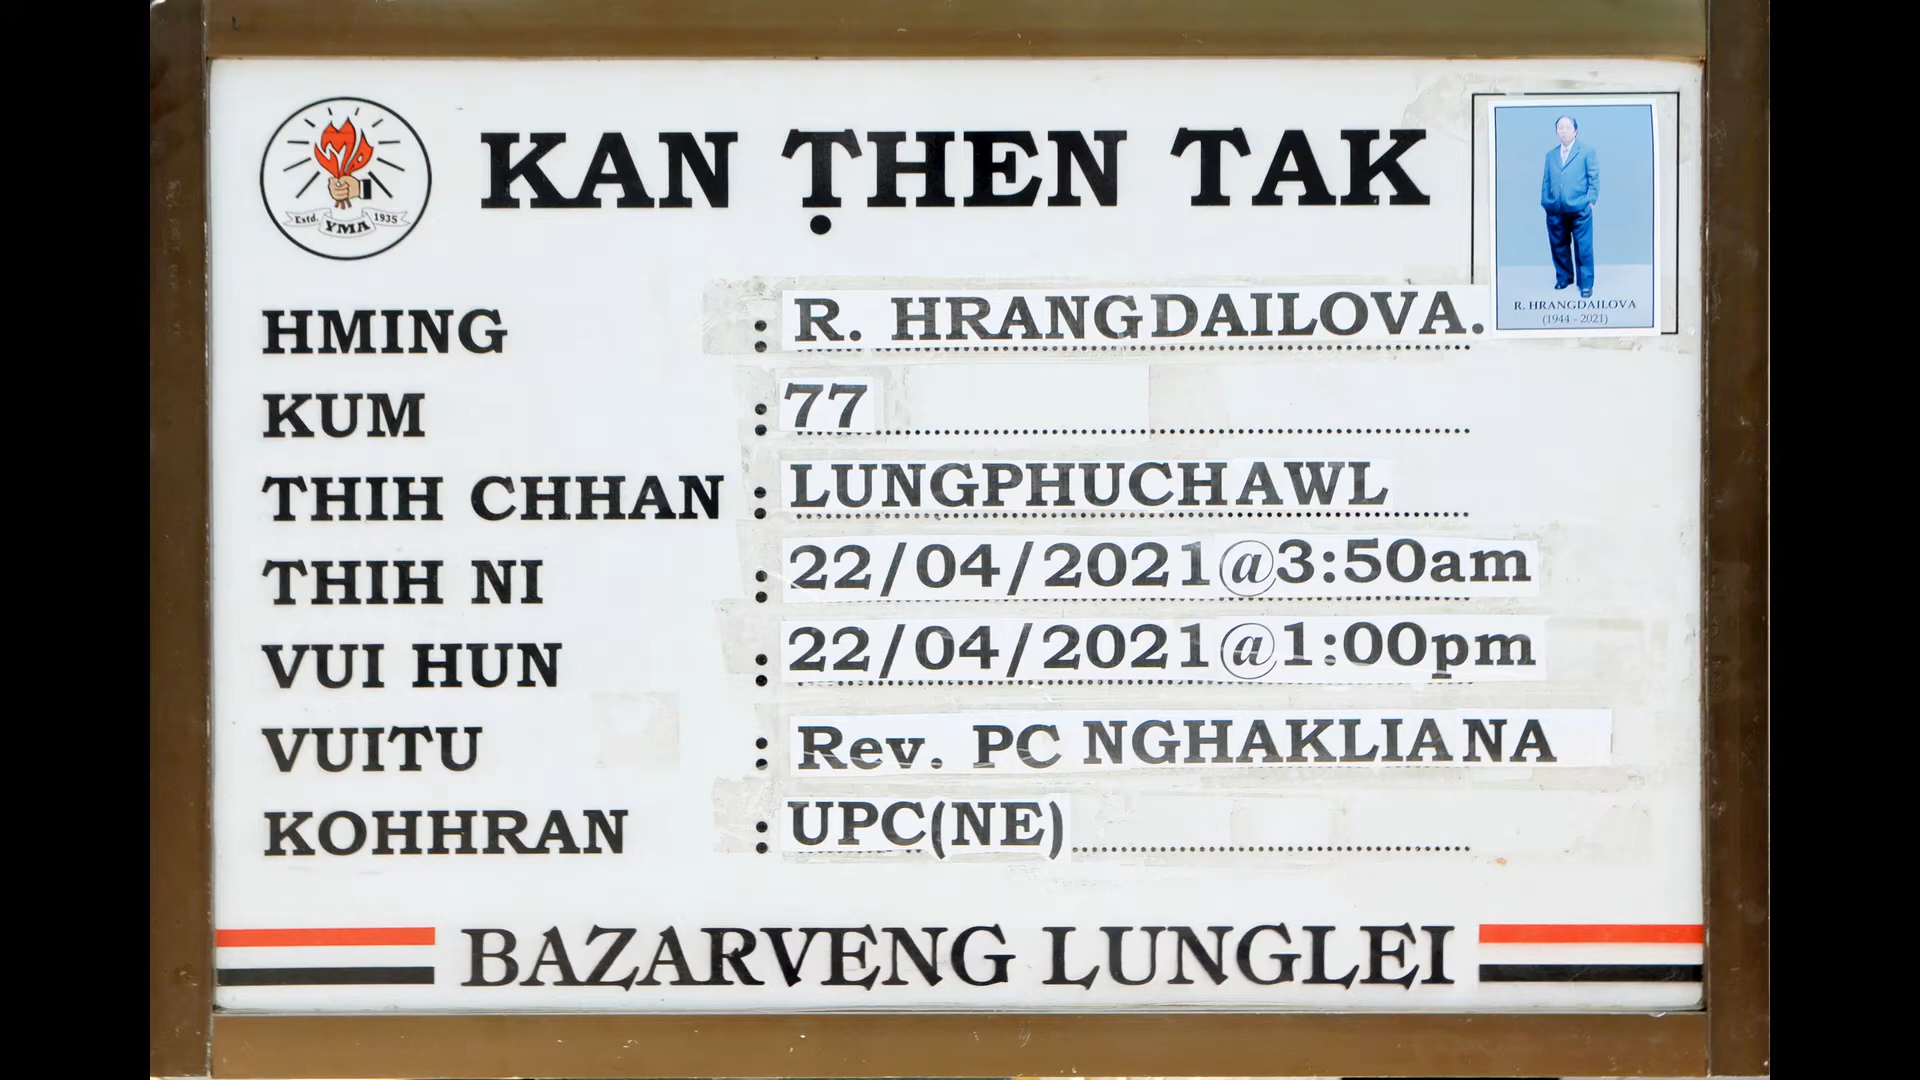 KAN ṬHEN TAK
Estd. YMA 1935
R. HRANGDAILOVA
(1944 - 2021)
HMING : R. HRANGDAILOVA.
KUM : 77
THIH CHHAN : LUNGPHUCHAWL
THIH NI : 22/04/2021@3:50am
VUI HUN : 22/04/2021@1:00pm
VUITU : Rev. PC NGHAKLIANA
KOHHRAN : UPC(NE)
BAZARVENG LUNGLEI